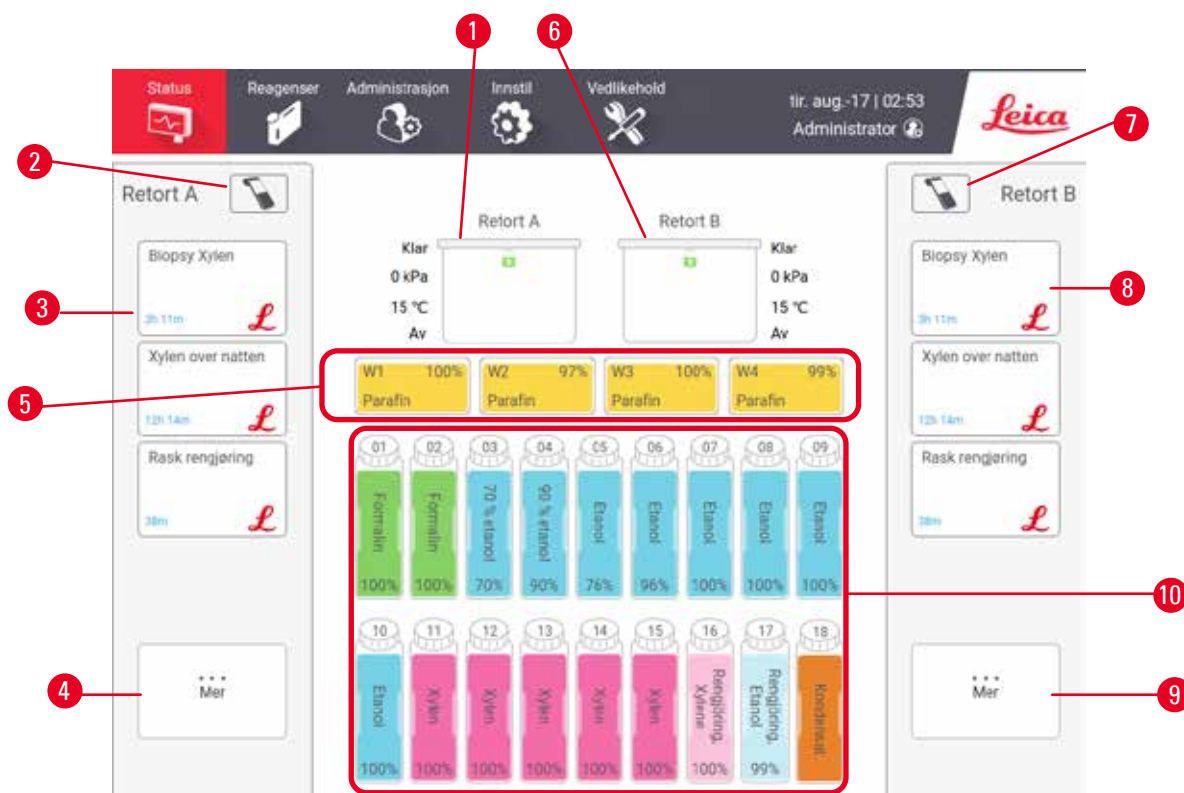 1
6
Status Reagenser Administrasjon Innstil Vedlikehold
tir. aug.-17 | 02:53
Administrator
Leica
2
7
Retort A
Retort B
Retort A
Retort B
Klar
0 kPa
15 °C
Av
Klar
0 kPa
15 °C
Av
3
Biopsy Xylen
3h 11m
Xylen over natten
12h 14m
Rask rengjøring
38m
8
Biopsy Xylen
3h 11m
Xylen over natten
12h 14m
Rask rengjøring
38m
5
W1 100%
Parafin
W2 97%
Parafin
W3 100%
Parafin
W4 99%
Parafin
01 02 03 04 05 06 07 08 09
Formalin
Formalin
70 % etanol
90 % etanol
Etanol
Etanol
Etanol
Etanol
Etanol
100% 100% 70% 90% 76% 96% 100% 100% 100%
10
10 11 12 13 14 15 16 17 18
Etanol
Xylen
Xylen
Xylen
Xylen
Xylen
Rengjöring,
Xylene
Rengjöring,
Etanol
Kondensat.
100% 100% 100% 100% 100% 100% 100% 99%
4
... Mer
9
... Mer